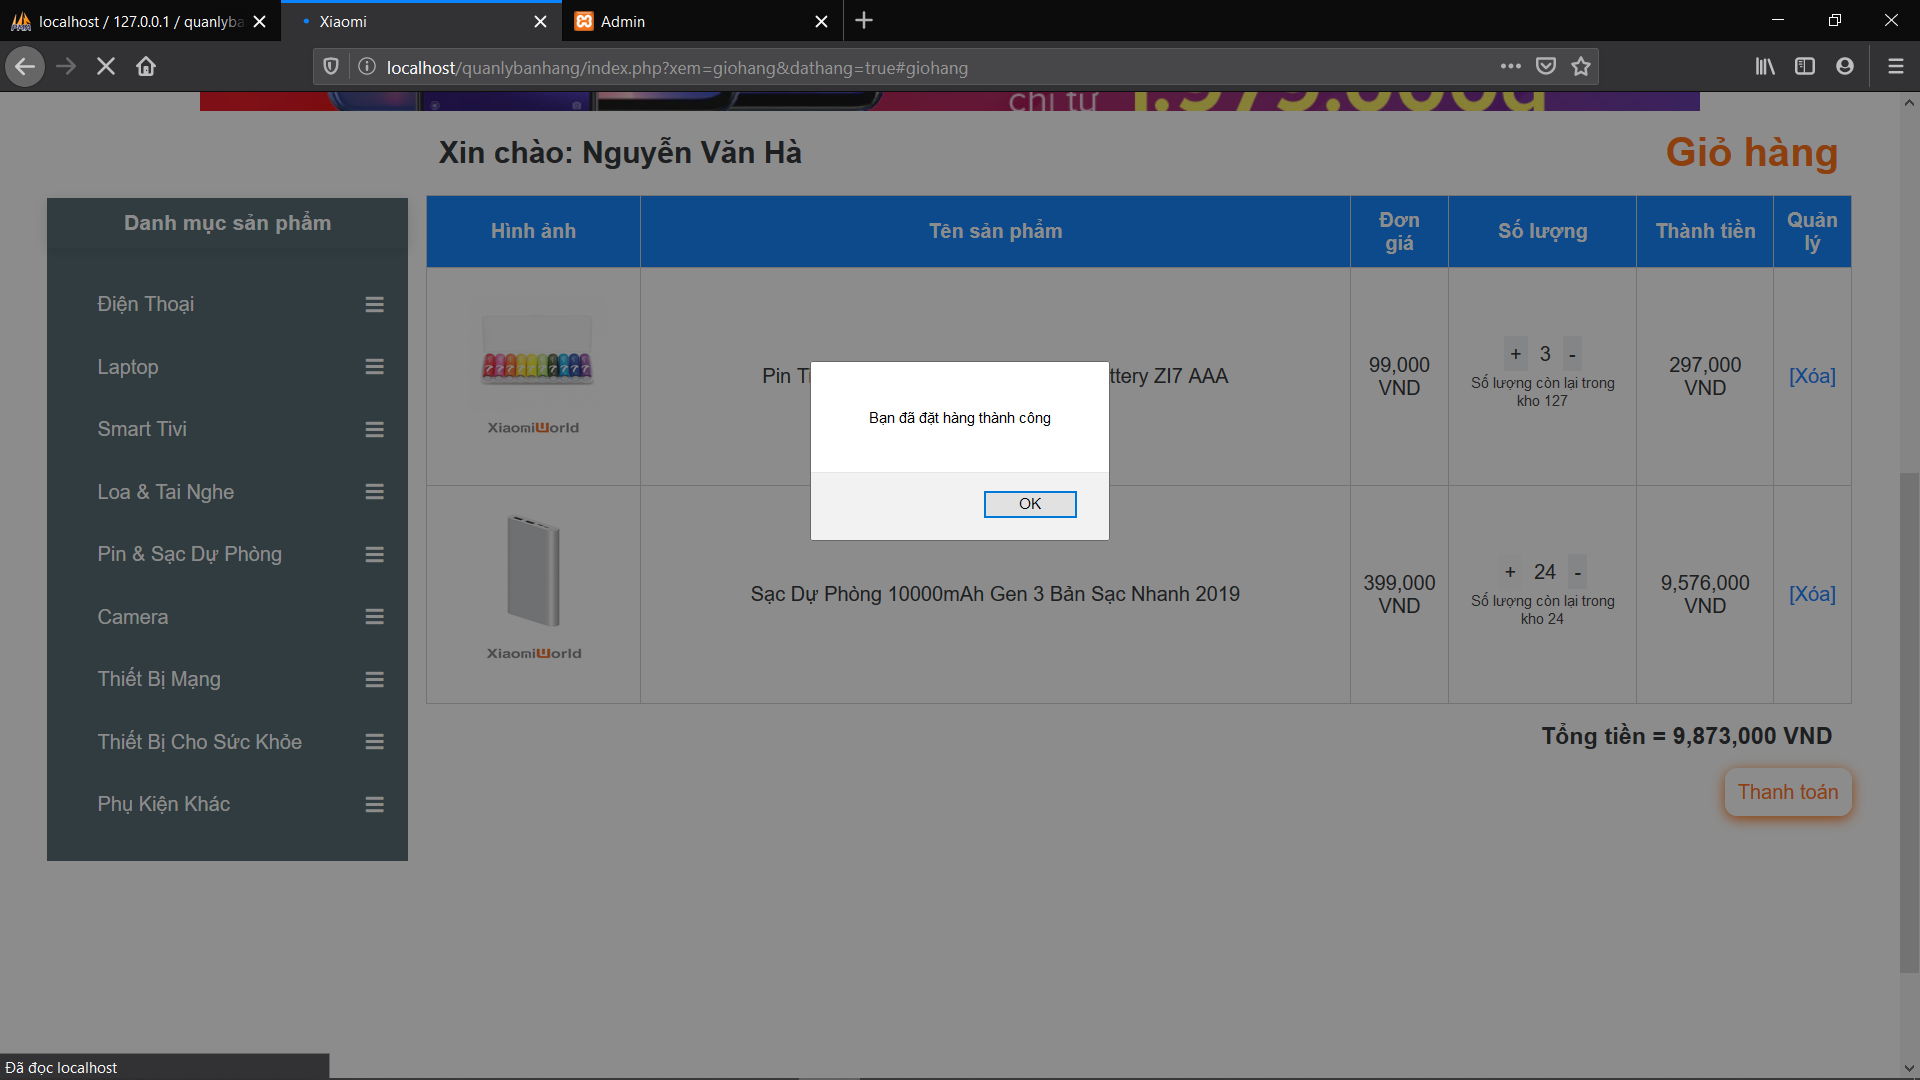 localhost / 127.0.0.1 / quanlyba
Xiaomi
Admin
localhost/quanlybanhang/index.php?xem=giohang&dathang=true#giohang
chỉ từ 1.573.000đ
Xin chào: Nguyễn Văn Hà
Giỏ hàng
Danh mục sản phẩm
Điện Thoại
Laptop
Smart Tivi
Loa & Tai Nghe
Pin & Sạc Dự Phòng
Camera
Thiết Bị Mạng
Thiết Bị Cho Sức Khỏe
Phụ Kiện Khác
Hình ảnh
Tên sản phẩm
Đơn giá
Số lượng
Thành tiền
Quản lý
XiaomiWorld
Pin T
ttery ZI7 AAA
99,000
VND
+ 3 -
Số lượng còn lại trong
kho 127
297,000
VND
[Xóa]
XiaomiWorld
Sạc Dự Phòng 10000mAh Gen 3 Bản Sạc Nhanh 2019
399,000
VND
+ 24 -
Số lượng còn lại trong
kho 24
9,576,000
VND
[Xóa]
Tổng tiền = 9,873,000 VND
Thanh toán
Bạn đã đặt hàng thành công
OK
Đã đọc localhost